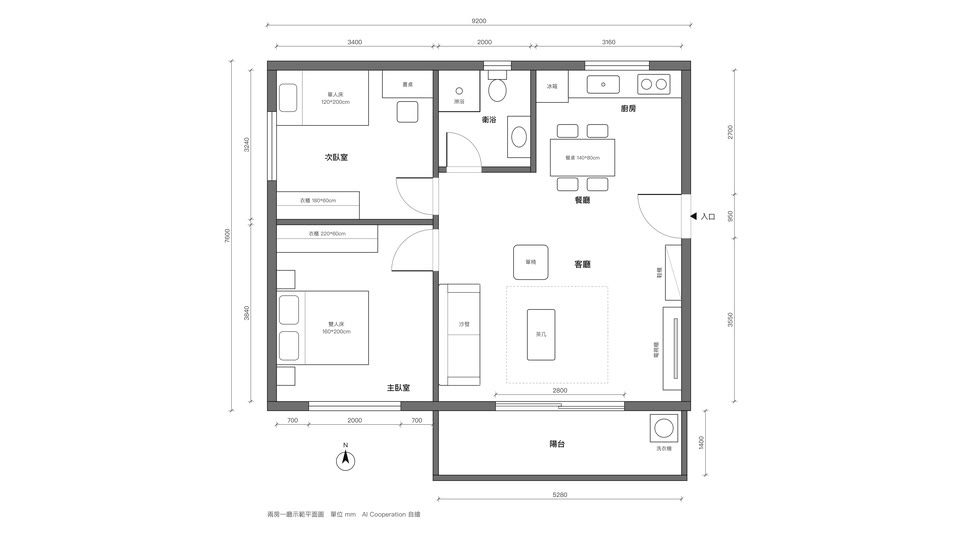 9200
3400
2000
3160
單人床
120*200cm
書桌
淋浴
冰箱
廚房
衛浴
次臥室
餐桌 140*80cm
2700
3240
衣櫃 180*60cm
餐廳
950
入口
7600
衣櫃 220*60cm
單椅
客廳
鞋櫃
3840
雙人床
160*200cm
沙發
茶几
電視櫃
3550
主臥室
2800
700
2000
700
陽台
洗衣機
1400
N
5280
兩房一廳示範平面圖 單位 mm AI Cooperation 自繪